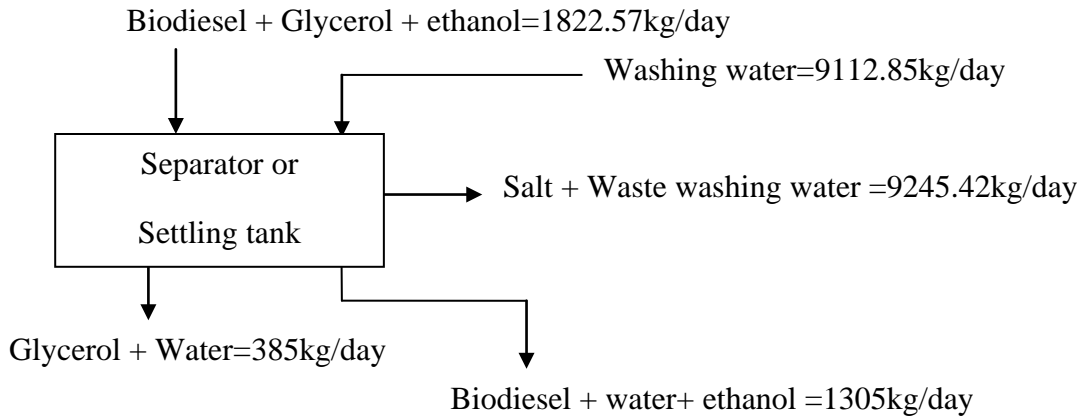 Biodiesel + Glycerol + ethanol=1822.57kg/day
Washing water=9112.85kg/day
Separator or
Settling tank
Salt + Waste washing water =9245.42kg/day
Glycerol + Water=385kg/day
Biodiesel + water+ ethanol =1305kg/day